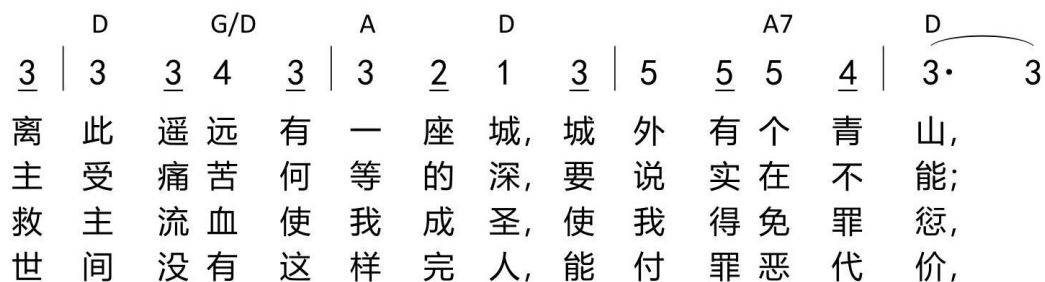 D G/D A D A7 D
3 | 3 3 4 3 | 3 2 1 3 | 5 5 5 4 | 3· 3
离此遥远有一座城，城外有个青山，
主受痛苦何等的深，要说实在不能；
救主流血使我成圣，使我得免罪愆，
世间没有这样完人，能付罪恶代价，